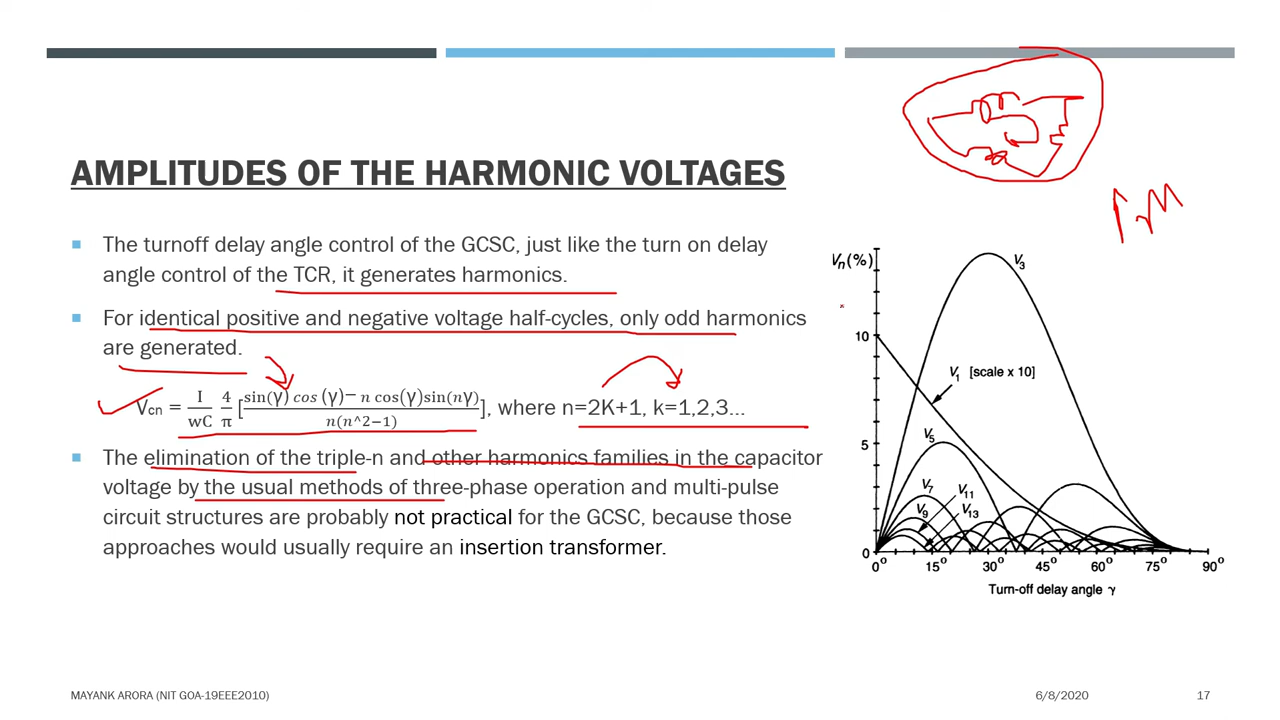 AMPLITUDES OF THE HARMONIC VOLTAGES
The turnoff delay angle control of the GCSC, just like the turn on delay
angle control of the TCR, it generates harmonics.
For identical positive and negative voltage half-cycles, only odd harmonics
are generated.
Vcn = I/wC 4/π [sin(γ) cos (γ)− n cos(γ)sin(nγ)/n(n^2−1)], where n=2K+1, k=1,2,3...
The elimination of the triple-n and other harmonics families in the capacitor
voltage by the usual methods of three-phase operation and multi-pulse
circuit structures are probably not practical for the GCSC, because those
approaches would usually require an insertion transformer.
Vn (%)
V3
10
V1 [scale x 10]
V5
5
V7
V11
V9
V13
0
0° 15° 30° 45° 60° 75° 90°
Turn-off delay angle γ
MAYANK ARORA (NIT GOA-19EEE2010)
6/8/2020
17